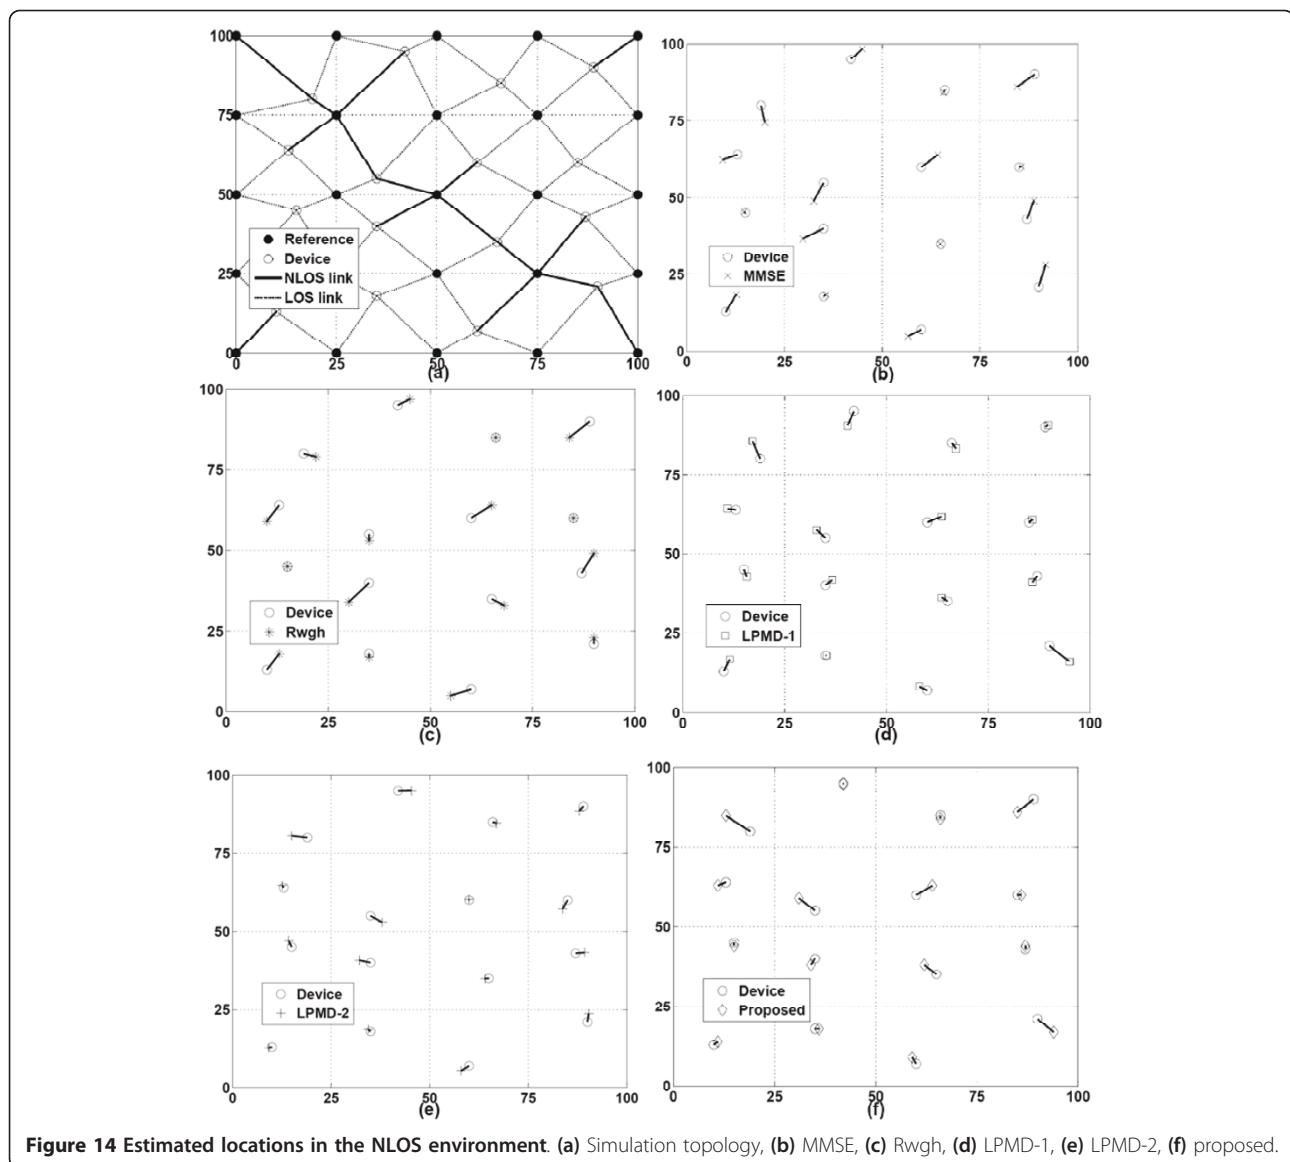 100
75
50
25
0
Reference
Device
NLOS link
LOS link
0 25 50 75 100
(a)
100
75
50
25
0
Device
MMSE
25 50 75 100
(b)
100
75
50
25
0
Device
Rwgh
0 25 50 75 100
(c)
100
75
50
25
0
Device
LPMD-1
0 25 50 75 100
(d)
100
75
50
25
0
Device
LPMD-2
0 25 50 75 100
(e)
100
75
50
25
0
Device
Proposed
0 25 50 75 100
(f)
Figure 14 Estimated locations in the NLOS environment. (a) Simulation topology, (b) MMSE, (c) Rwgh, (d) LPMD-1, (e) LPMD-2, (f) proposed.